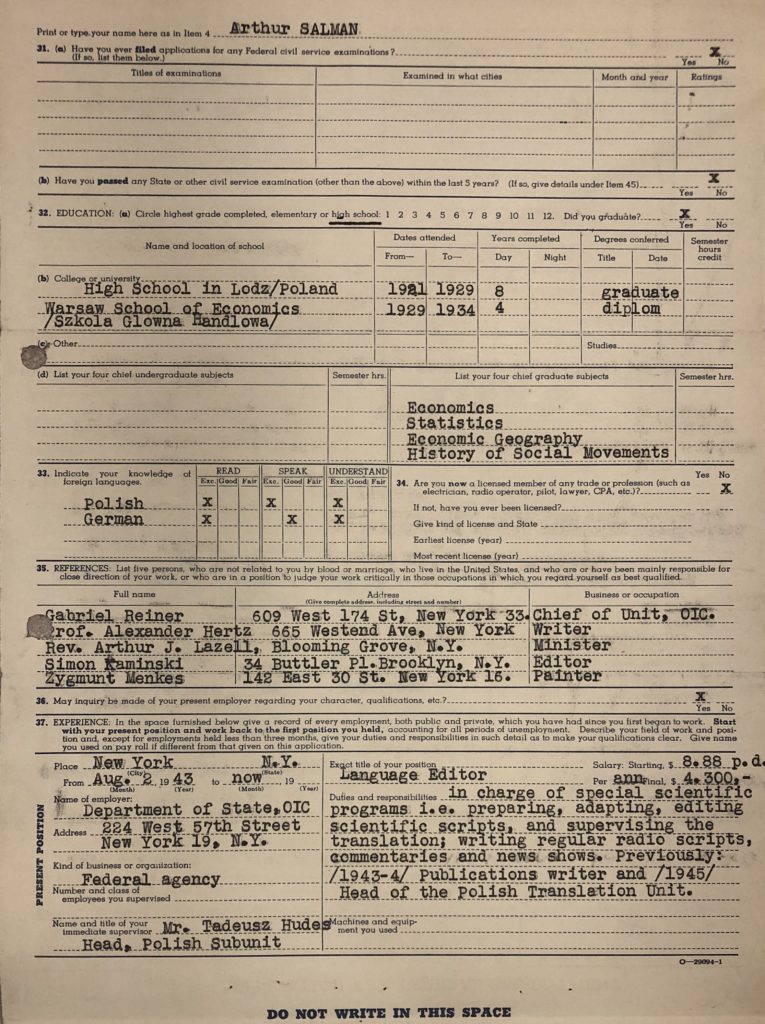 Print or type your name here as in Item 4 Arthur SALMAN
31. (a) Have you ever filed applications for any Federal civil service examinations? X
(If so, list them below.) Yes No
Titles of examinations Examined in what cities Month and year Ratings
(b) Have you passed any State or other civil service examination (other than the above) within the last 5 years? (If so, give details under Item 45) X
Yes No
32. EDUCATION: (a) Circle highest grade completed, elementary or high school: 1 2 3 4 5 6 7 8 9 10 11 12. Did you graduate? X
Yes No
Name and location of school Dates attended Years completed Degrees conferred Semester hours credit
From— To— Day Night Title Date
(b) College or university
High School in Lodz/Poland 1921 1929 8 graduate
Warsaw School of Economics 1929 1934 4 diplom
/Szkola Glowna Handlowa/
(c) Other Studies
(d) List your four chief undergraduate subjects Semester hrs. List your four chief graduate subjects Semester hrs.
Economics
Statistics
Economic Geography
History of Social Movements
33. Indicate your knowledge of foreign languages. READ SPEAK UNDERSTAND
Exc. Good Fair Exc. Good Fair Exc. Good Fair
Polish X X X
German X X X
Yes No
34. Are you now a licensed member of any trade or profession (such as
electrician, radio operator, pilot, lawyer, CPA, etc.)? X
If not, have you ever been licensed?
Give kind of license and State
Earliest license (year)
Most recent license (year)
35. REFERENCES: List five persons, who are not related to you by blood or marriage, who live in the United States, and who are or have been mainly responsible for
close direction of your work, or who are in a position to judge your work critically in those occupations in which you regard yourself as best qualified.
Full name Address Business or occupation
(Give complete address, including street and number)
Gabriel Reiner 609 West 174 St, New York 33. Chief of Unit, OIC.
Prof. Alexander Hertz 665 Westend Ave, New York Writer
Rev. Arthur J. Lazell, Blooming Grove, N.Y. Minister
Simon Kaminski 34 Buttler Pl.Brooklyn, N.Y. Editor
Zygmunt Menkes 142 East 30 St. New York 16. Painter
36. May inquiry be made of your present employer regarding your character, qualifications, etc.? X
Yes No
37. EXPERIENCE: In the space furnished below give a record of every employment, both public and private, which you have had since you first began to work. Start
with your present position and work back to the first position you held, accounting for all periods of unemployment. Describe your field of work and posi-
tion and, except for employments held less than three months, give your duties and responsibilities in such detail as to make your qualifications clear. Give name
you used on pay roll if different from that given on this application.
PRESENT POSITION
Place New York N.Y.
(City) (State)
From Aug. 2 1943 to now 19
(Month) (Year) (Month) (Year)
Name of employer:
Department of State,OIC
Address 224 West 57th Street
New York 19, N.Y.
Kind of business or organization:
Federal agency
Number and class of
employees you supervised
Name and title of your
immediate supervisor Mr. Tadeusz Hudes
Head, Polish Subunit
Exact title of your position Salary: Starting, $ 8.88 p.d.
Language Editor Per ann Final, $ 4.300,-
Duties and responsibilities in charge of special scientific
programs i.e. preparing, adapting, editing
scientific scripts, and supervising the
translation; writing regular radio scripts,
commentaries and news shows. Previously:
/1943-4/ Publications writer and /1945/
Head of the Polish Translation Unit.
Machines and equip-
ment you used
O—29094-1
DO NOT WRITE IN THIS SPACE